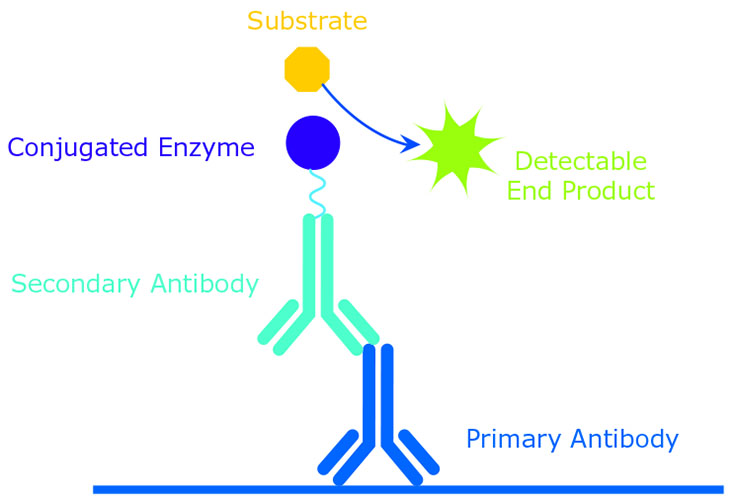 Substrate
Conjugated Enzyme
Detectable
End Product
Secondary Antibody
Primary Antibody